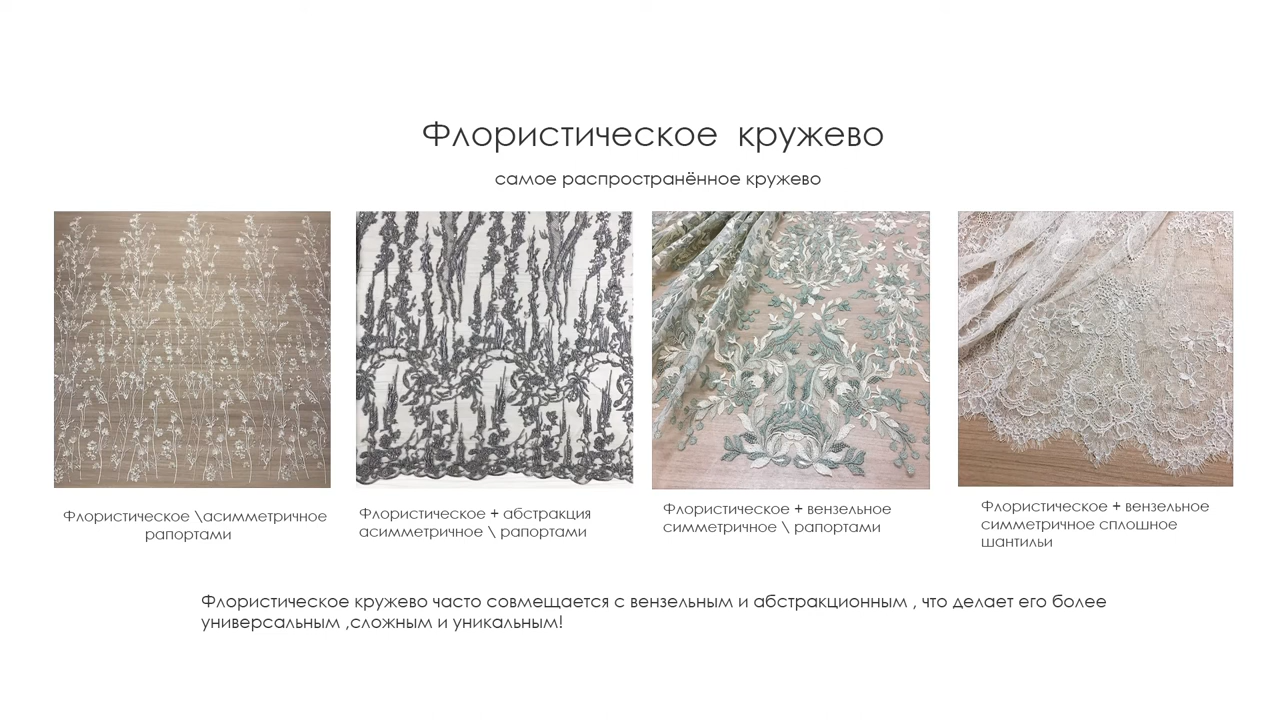 Флористическое кружево
самое распространённое кружево
Флористическое \асимметричное
рапортами
Флористическое + абстракция
асимметричное \ рапортами
Флористическое + вензельное
симметричное \ рапортами
Флористическое + вензельное
симметричное сплошное
шантильи
Флористическое кружево часто совмещается с вензельным и абстракционным , что делает его более
универсальным ,сложным и уникальным!